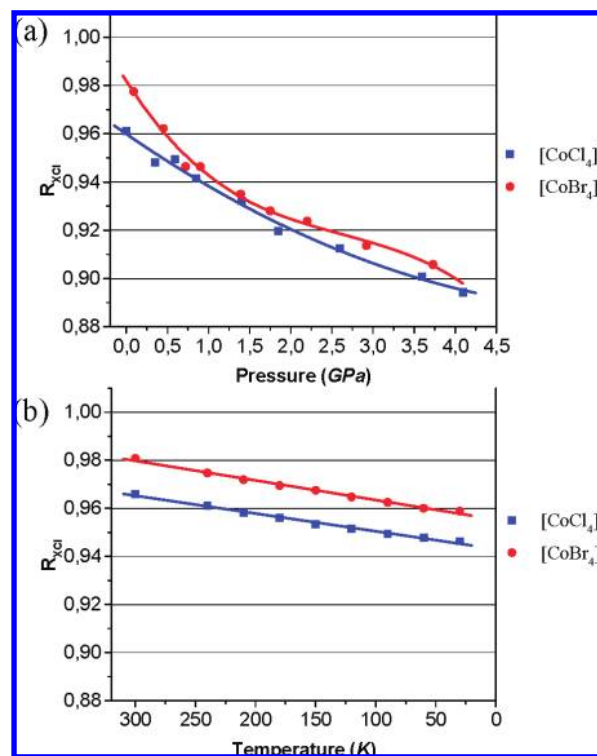 (a)
1,00
0,98
0,96
0,94
0,92
0,90
0,88
R_XCl
0,0 0,5 1,0 1,5 2,0 2,5 3,0 3,5 4,0 4,5
Pressure (GPa)
[CoCl₄]
[CoBr₄]
(b)
1,00
0,98
0,96
0,94
0,92
0,90
0,88
R_XCl
300 250 200 150 100 50 0
Temperature (K)
[CoCl₄]
[CoBr₄]